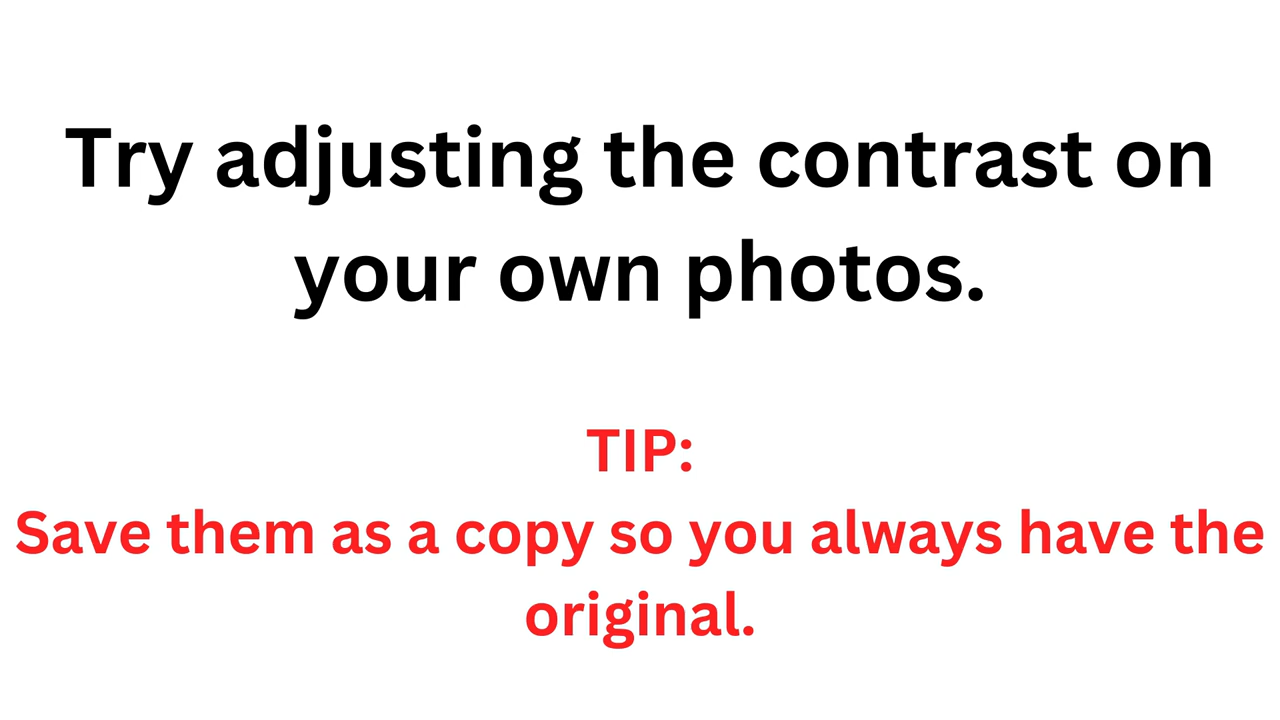 Try adjusting the contrast on
your own photos.
TIP:
Save them as a copy so you always have the
original.